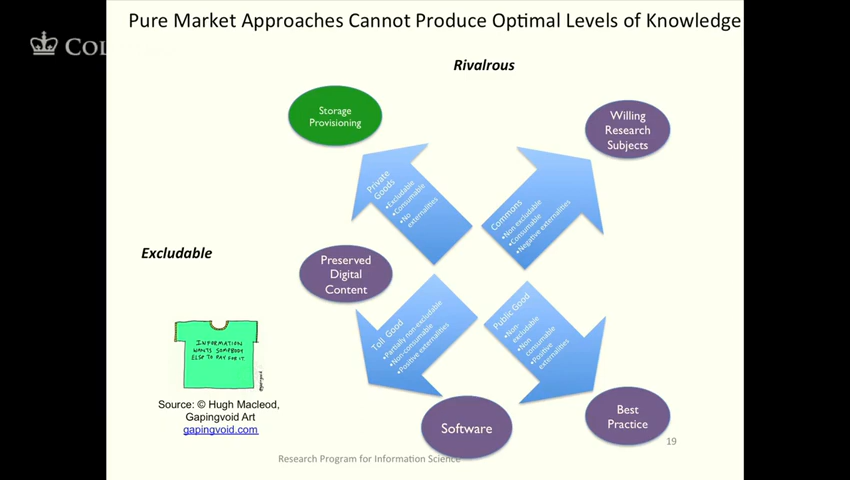 Pure Market Approaches Cannot Produce Optimal Levels of Knowledge
COL
Rivalrous
Storage
Provisioning
Willing
Research
Subjects
Private
Goods
•Excludable
•Consumable
•No
externalities
Commons
•Non excludable
•Consumable
•Negative externalities
Excludable
Preserved
Digital
Content
Toll Good
•Partially non-excludable
•Non-consumable
•Positive externalities
Public Good
•Non-
excludable
•Non
consumable
•Positive
externalities
INFORMATION
WANTS SOMEBODY
ELSE TO PAY FOR IT
Source: © Hugh Macleod,
Gapingvoid Art
gapingvoid.com
Software
Best
Practice
19
Research Program for Information Science